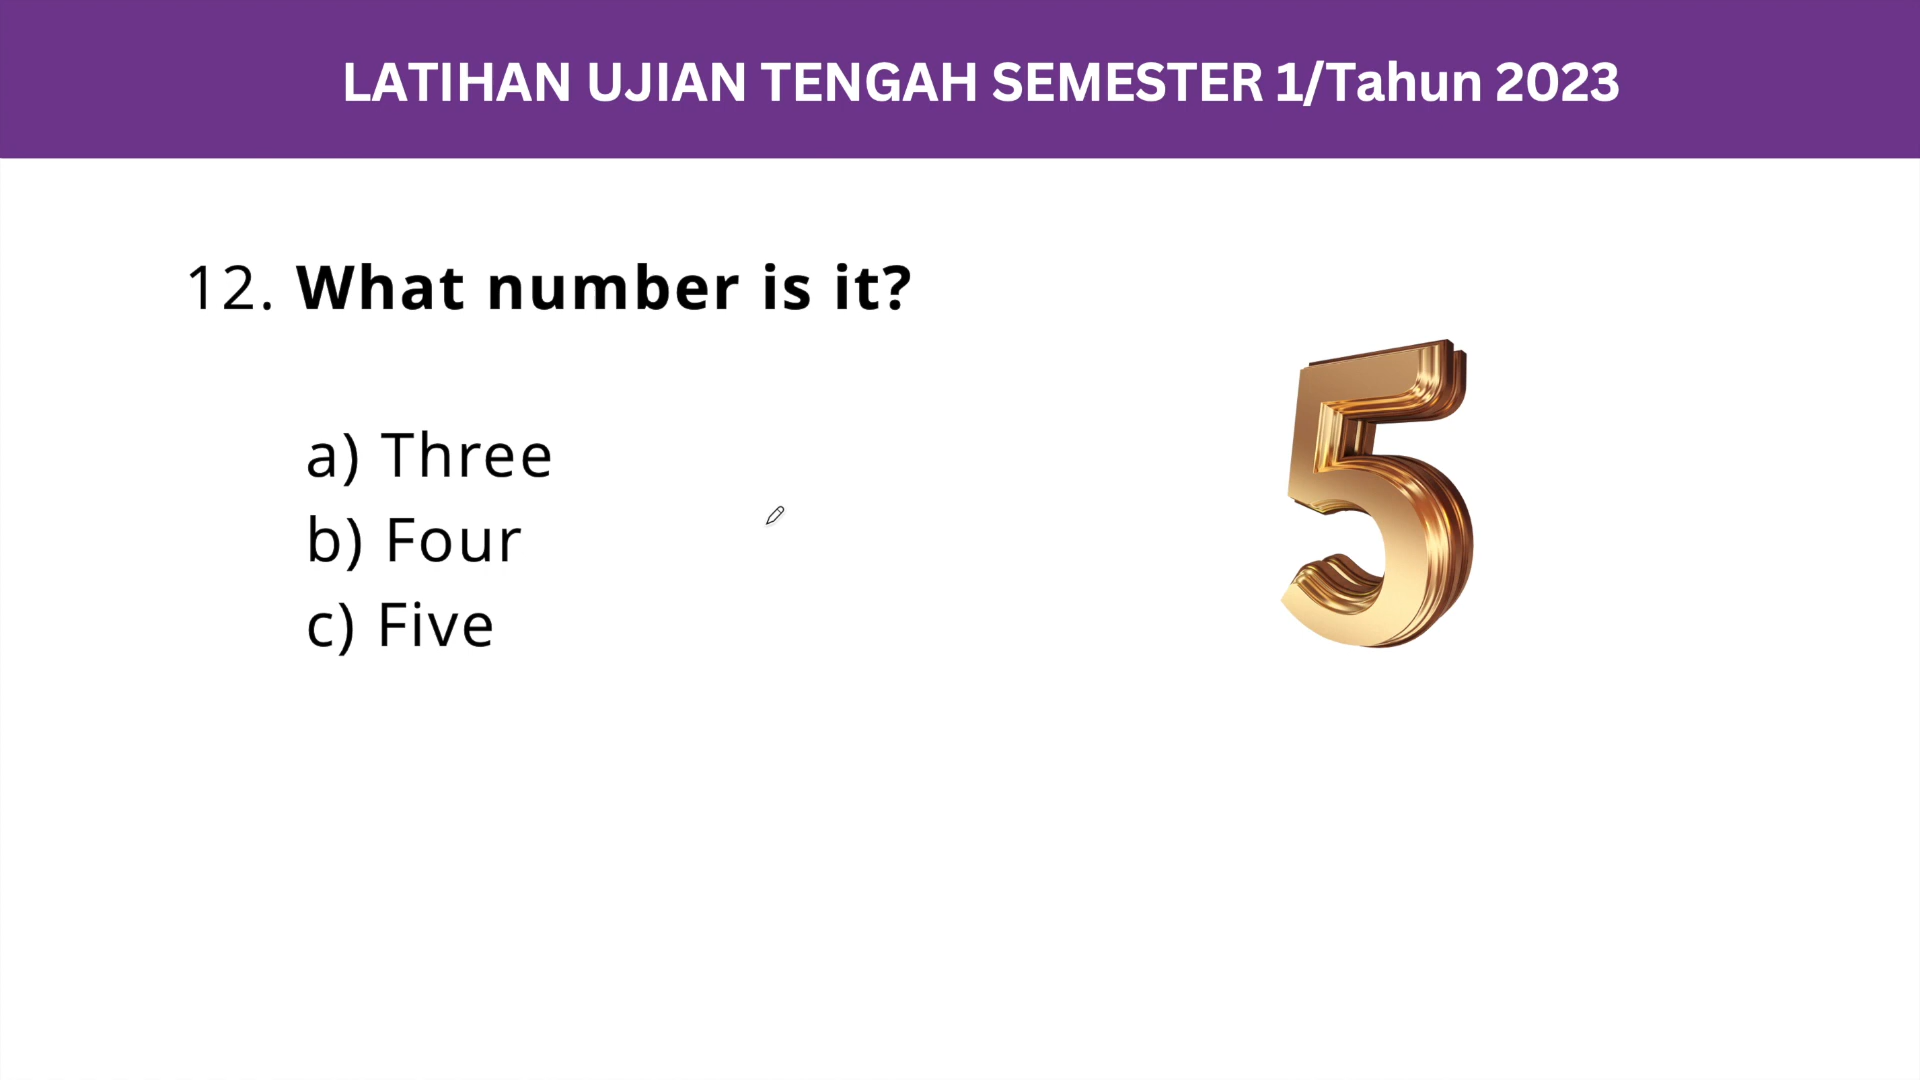 LATIHAN UJIAN TENGAH SEMESTER 1/Tahun 2023
12. What number is it?
a) Three
b) Four
c) Five
5